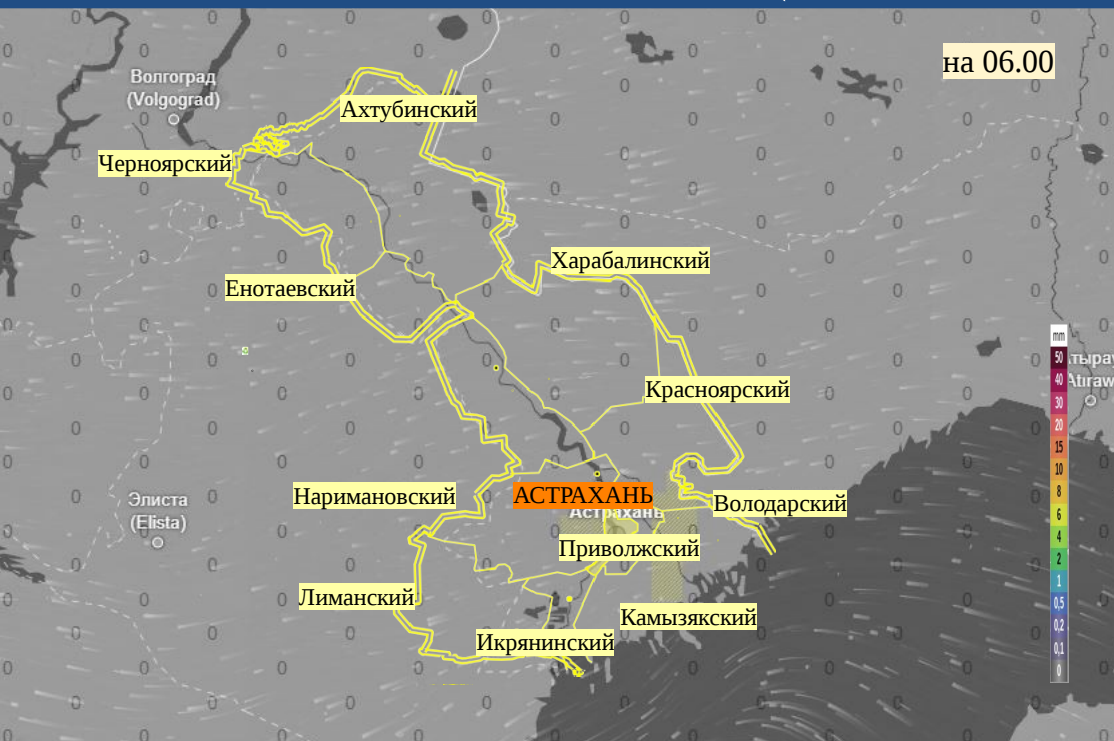 на 06.00
Волгоград
(Volgograd)
Ахтубинский
Черноярский
Харабалинский
Енотаевский
mm
50
40
30
20
15
10
8
6
4
2
1
0,5
0,2
0,1
0
Atiraw
Красноярский
Элиста
(Elista)
Наримановский
АСТРАХАНЬ
Астрахань
Володарский
Приволжский
Лиманский
Камызякский
Икрянинский